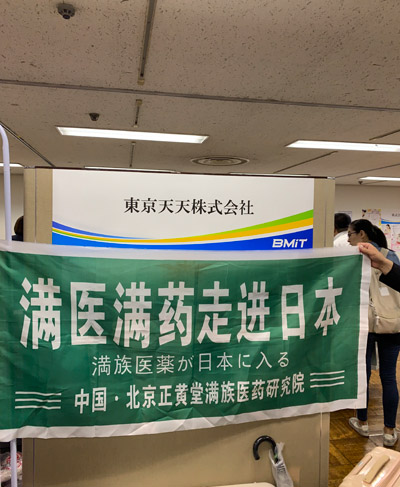 東京天天株式会社
BMiT
满医满药走进日本
満族医薬が日本に入る
中国·北京正黄堂满族医药研究院